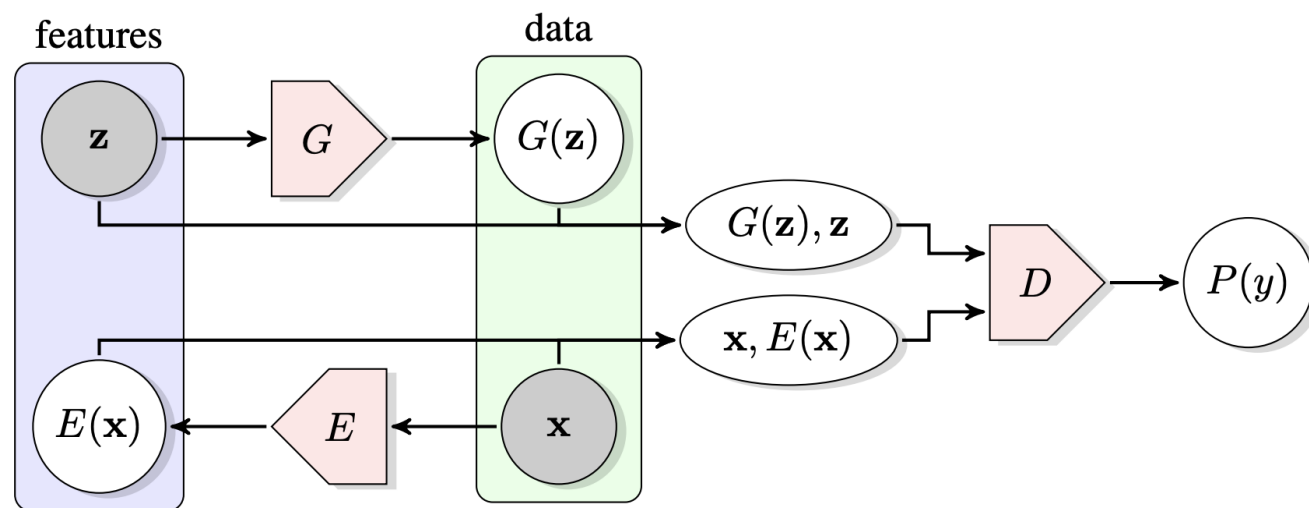 features
data
z
G
G(z)
G(z), z
D
P(y)
x, E(x)
E(x)
E
x